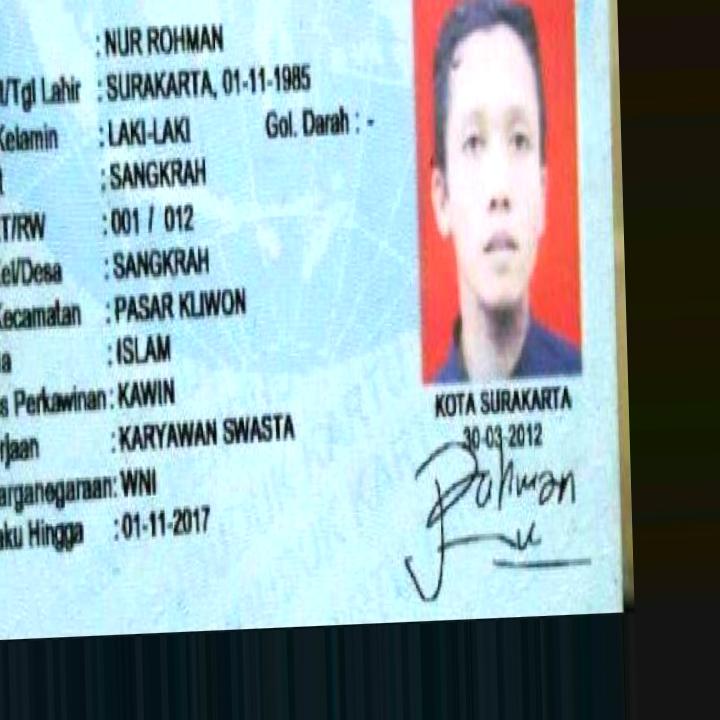 : NUR ROHMAN
/Tgl Lahir : SURAKARTA, 01-11-1985
Kelamin : LAKI-LAKI Gol. Darah : -
: SANGKRAH
T/RW : 001 / 012
el/Desa : SANGKRAH
Kecamatan : PASAR KLIWON
a : ISLAM
s Perkawinan : KAWIN
rjaan : KARYAWAN SWASTA
arganegaraan : WNI
aku Hingga : 01-11-2017
KOTA SURAKARTA
30-03-2012
Rohman